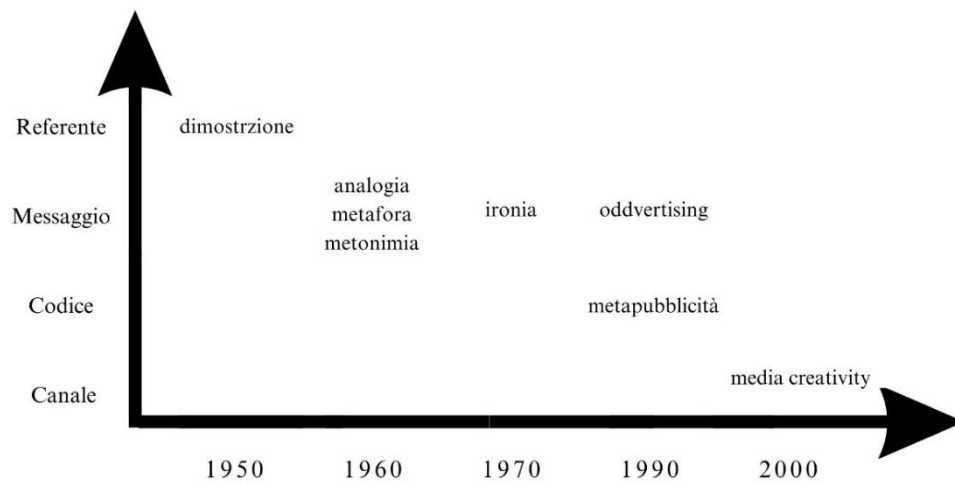 Referente
dimostrzione
analogia
Messaggio
metafora
ironia
oddvertising
metonimia
Codice
metapubblicità
Canale
media creativity
1950
1960
1970
1990
2000